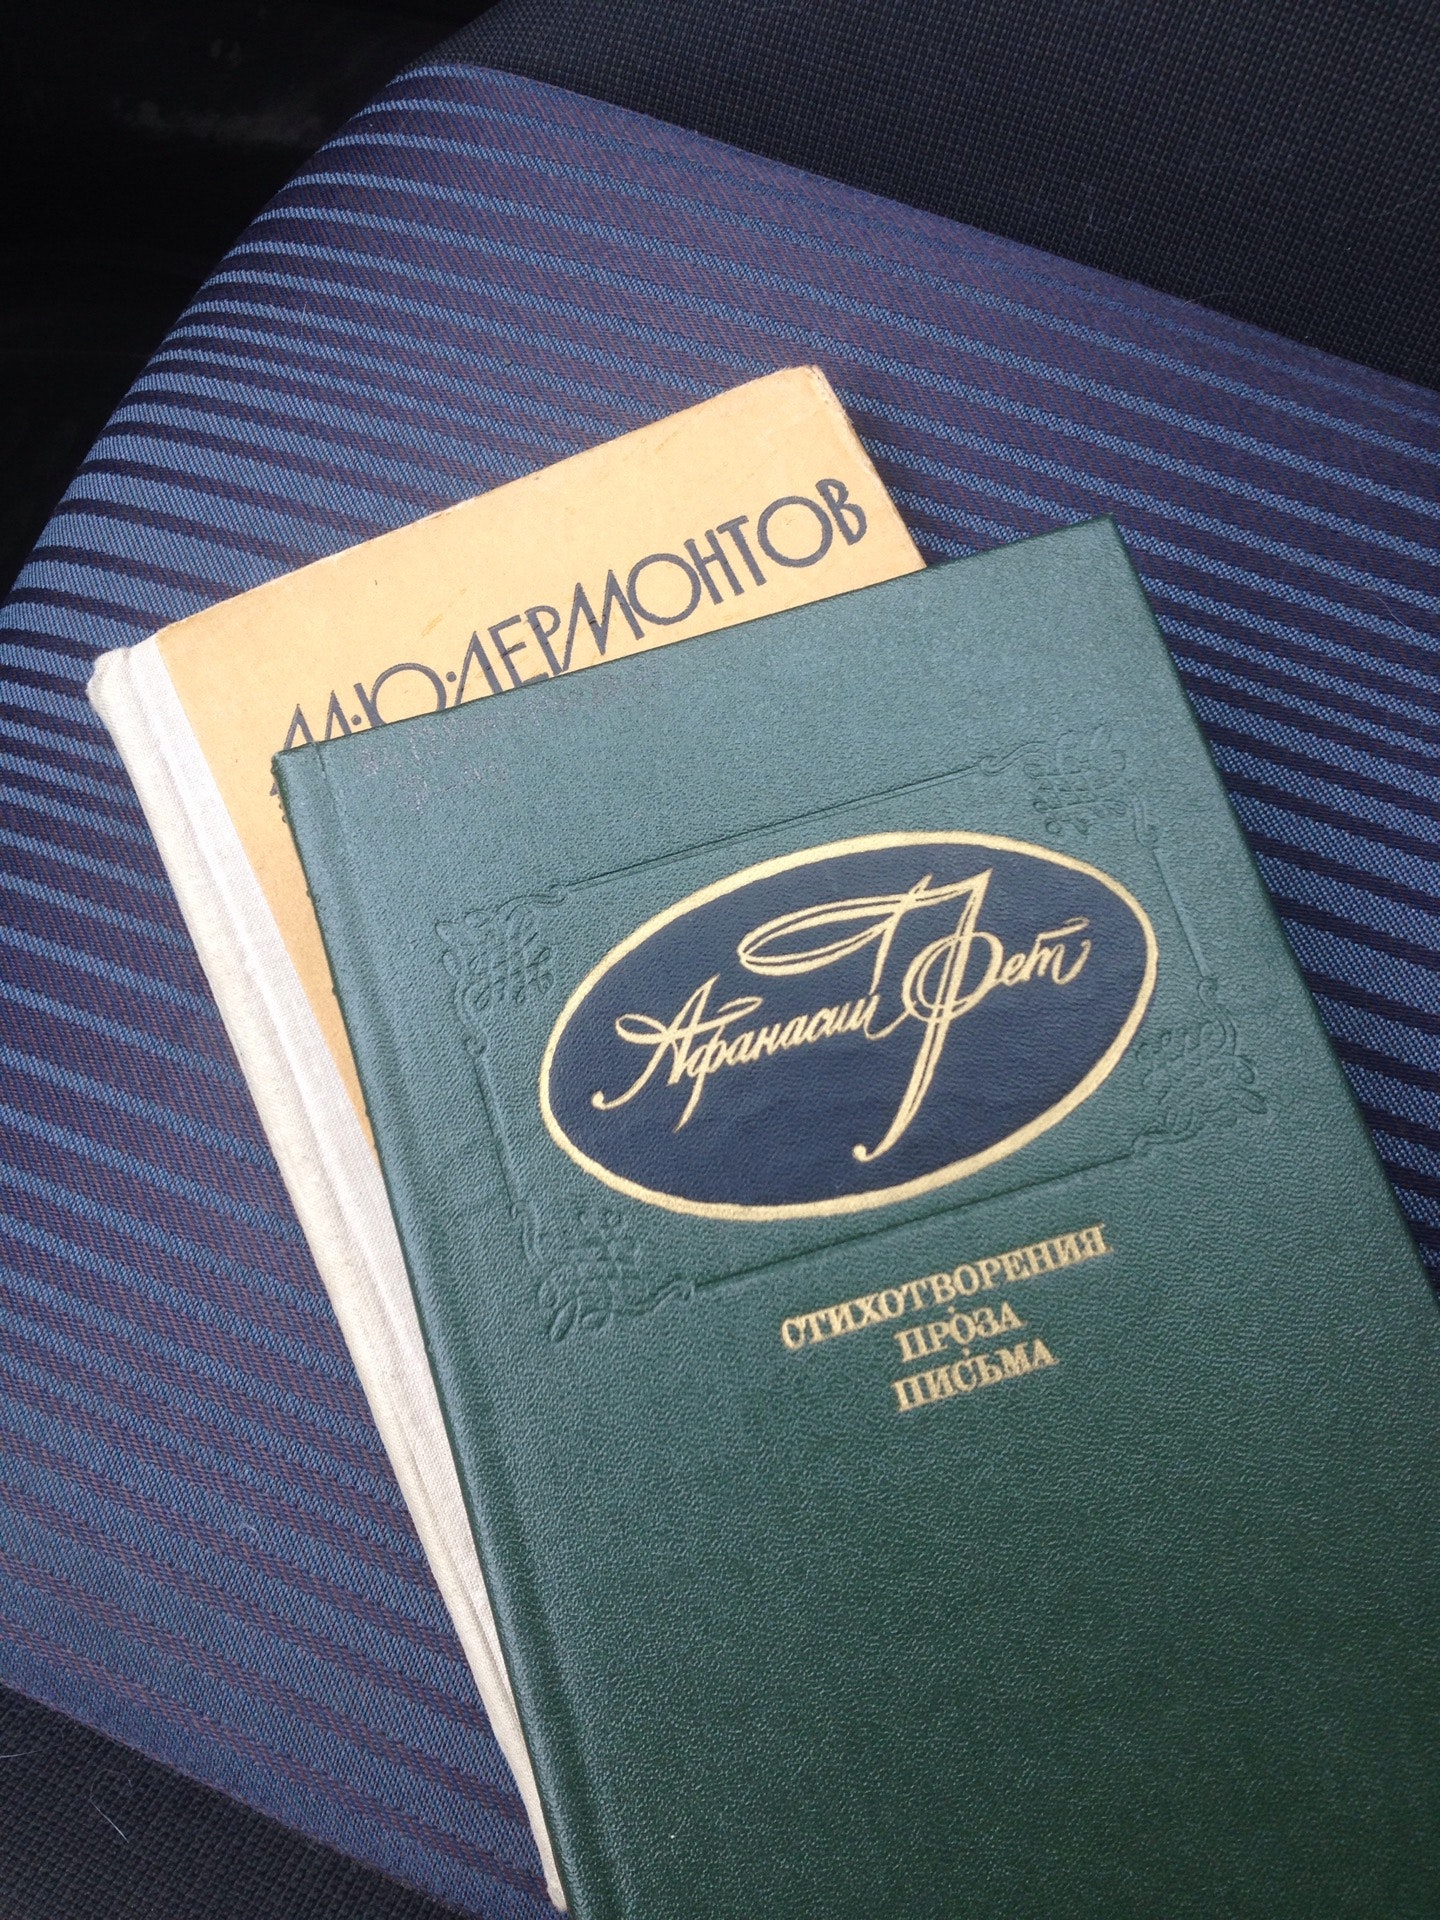 М·Ю·ЛЕРМОНТОВ
Афанасий Фет
СТИХОТВОРЕНИЯ
ПРОЗА
ПИСЬМА